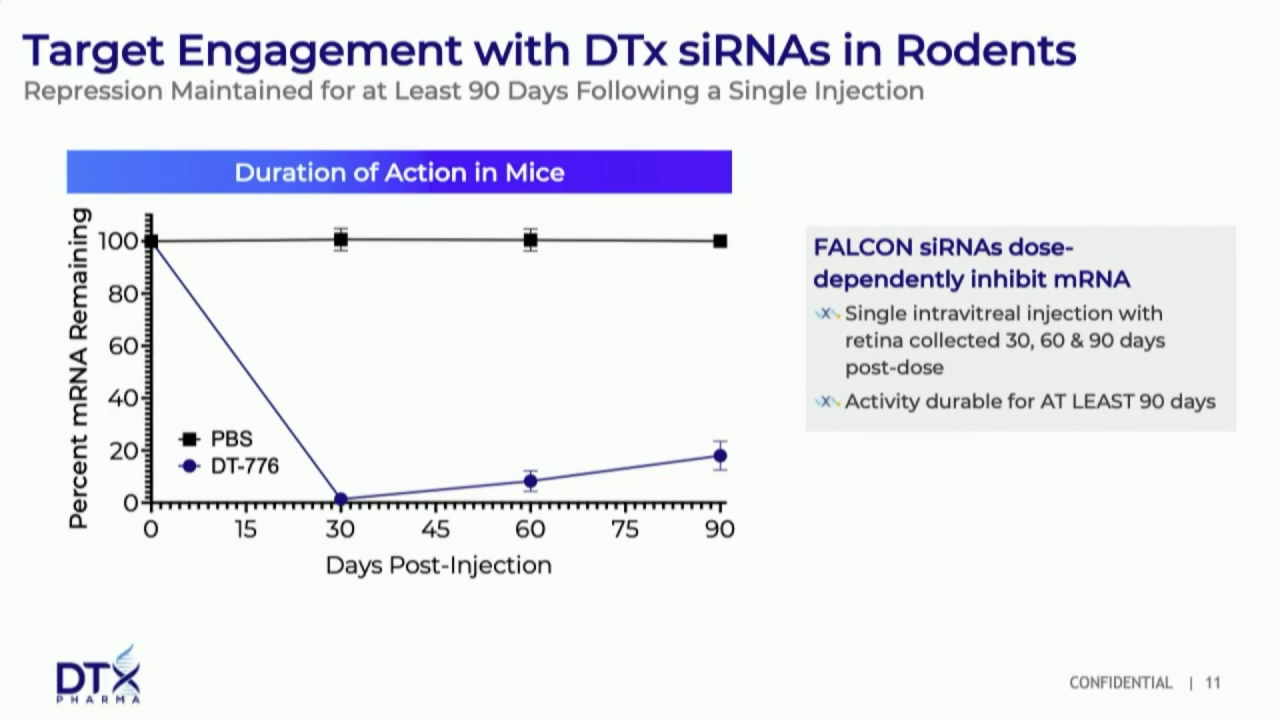 Target Engagement with DTx siRNAs in Rodents
Repression Maintained for at Least 90 Days Following a Single Injection
Duration of Action in Mice
Percent mRNA Remaining
100
80
60
40
20
0
PBS
DT-776
0 15 30 45 60 75 90
Days Post-Injection
FALCON siRNAs dose-
dependently inhibit mRNA
Single intravitreal injection with
retina collected 30, 60 & 90 days
post-dose
Activity durable for AT LEAST 90 days
DTX
PHARMA
CONFIDENTIAL | 11